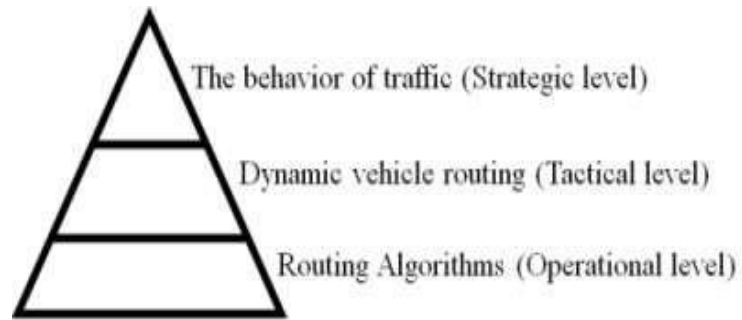 The behavior of traffic (Strategic level)
Dynamic vehicle routing (Tactical level)
Routing Algorithms (Operational level)